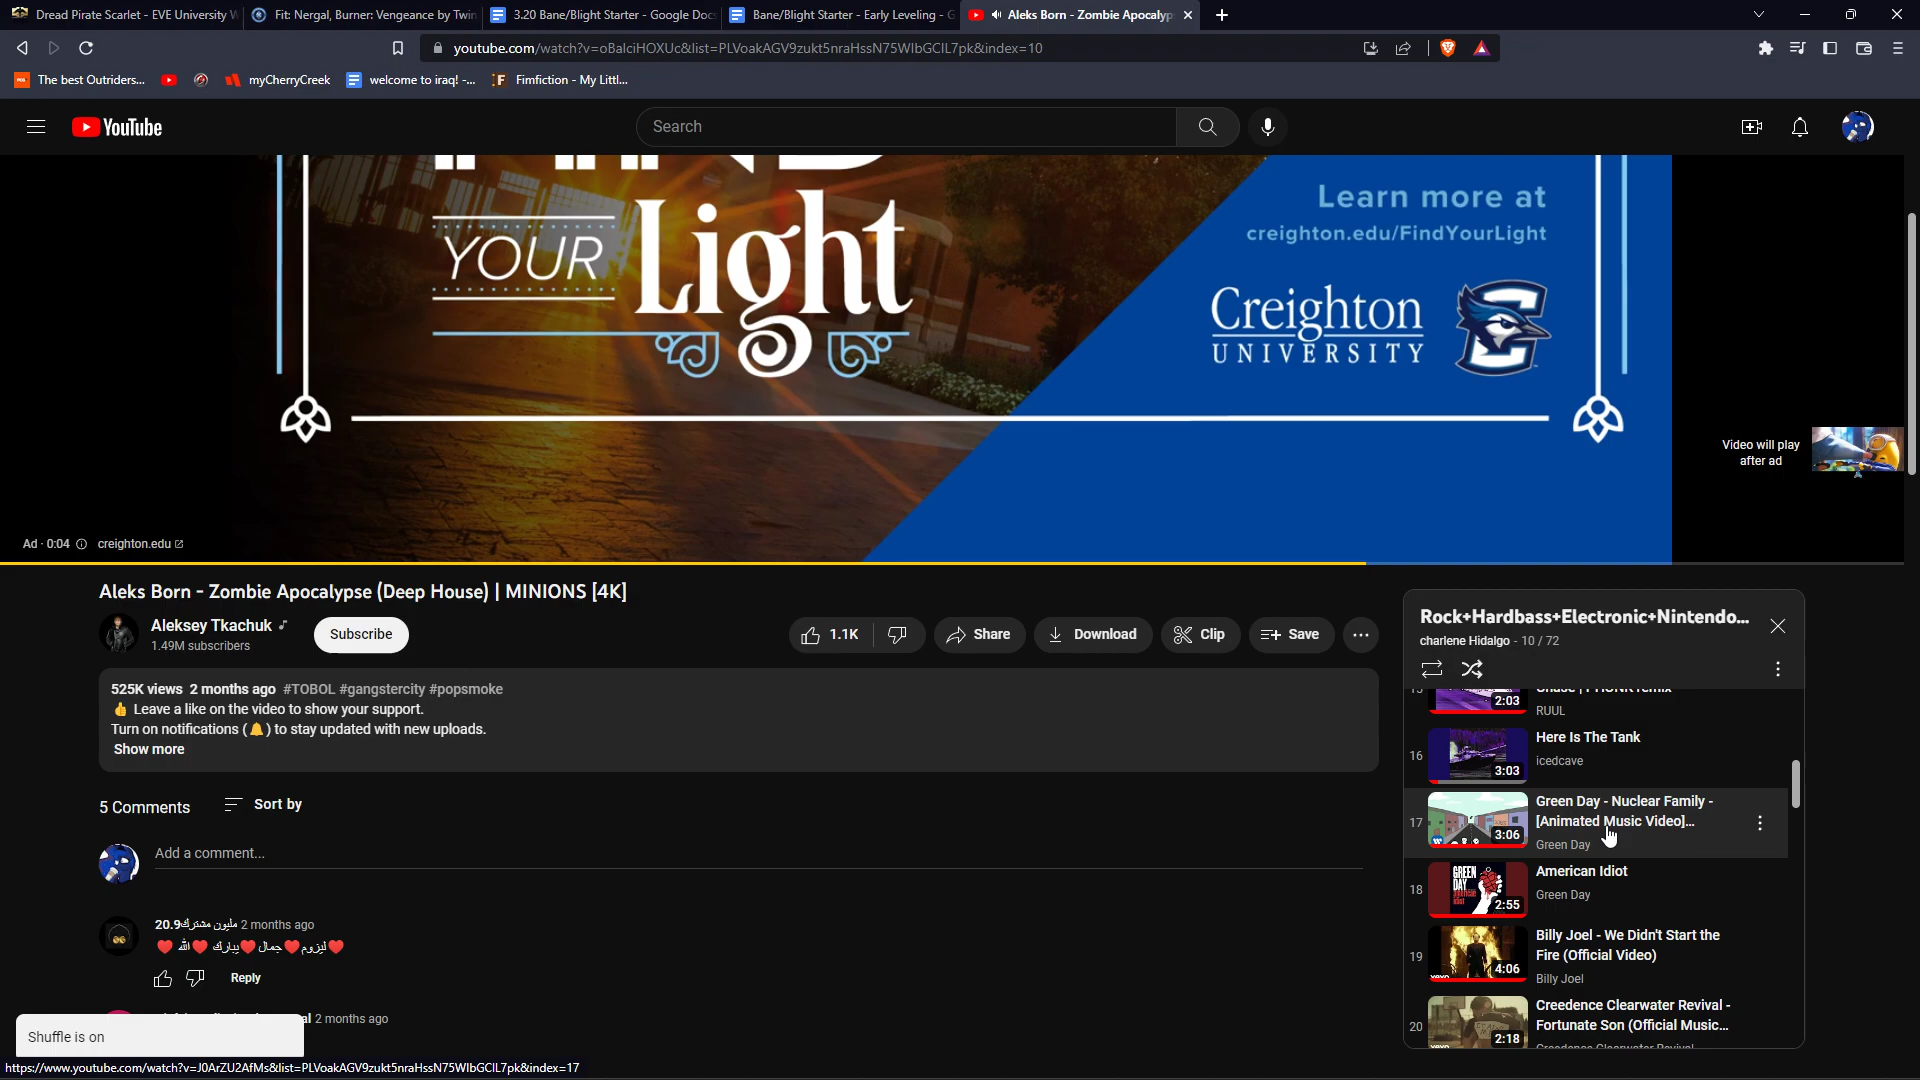 Dread Pirate Scarlet - EVE University W
Fit: Nergal, Burner: Vengeance by Twin
3.20 Bane/Blight Starter - Google Doc
Bane/Blight Starter - Early Leveling - G
Aleks Born - Zombie Apocalyp
youtube.com/watch?v=oBalciHOXUc&list=PLVoakAGV9zukt5nraHssN75WIbGCIL7pk&index=10
The best Outriders...
myCherryCreek
welcome to iraq! -...
Fimfiction - My Littl...
YouTube
Search
YOUR
Light
Learn more at
creighton.edu/FindYourLight
Creighton
UNIVERSITY
Video will play
after ad
Ad · 0:04
creighton.edu
Aleks Born - Zombie Apocalypse (Deep House) | MINIONS [4K]
Aleksey Tkachuk
1.49M subscribers
Subscribe
1.1K
Share
Download
Clip
Save
525K views 2 months ago #TOBOL #gangstercity #popsmoke
👍 Leave a like on the video to show your support.
Turn on notifications (🔔) to stay updated with new uploads.
Show more
5 Comments
Sort by
Add a comment...
20.9مليون مشترك 2 months ago
Reply
al 2 months ago
Shuffle is on
https://www.youtube.com/watch?v=J0ArZU2AfMs&list=PLVoakAGV9zukt5nraHssN75WIbGCIL7pk&index=17
Rock+Hardbass+Electronic+Nintendo...
charlene Hidalgo - 10 / 72
2:03
RUUL
16
3:03
Here Is The Tank
icedcave
17
3:06
Green Day - Nuclear Family -
[Animated Music Video]...
Green Day
18
GREEN
DAY
2:55
American Idiot
Green Day
19
4:06
Billy Joel - We Didn't Start the
Fire (Official Video)
Billy Joel
20
2:18
Creedence Clearwater Revival -
Fortunate Son (Official Music...